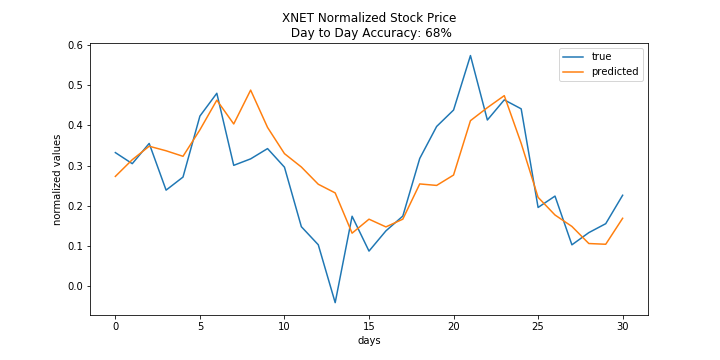 XNET Normalized Stock Price
Day to Day Accuracy: 68%
true
predicted
normalized values
0.6
0.5
0.4
0.3
0.2
0.1
0.0
0 5 10 15 20 25 30
days